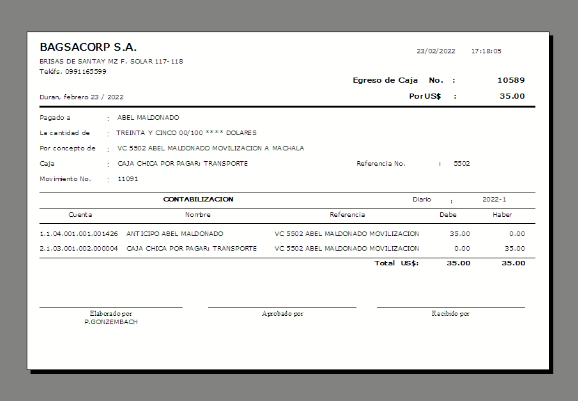 BAGSACORP S.A.
23/02/2022 17:18:05
BRISAS DE SANTAY MZ F. SOLAR 117-118
Teléfs. 0991165599
Egreso de Caja No. : 10589
Duran, febrero 23 / 2022
Por US$ : 35.00
Pagado a : ABEL MALDONADO
La cantidad de : TREINTA Y CINCO 00/100 **** DOLARES
Por concepto de : VC 5502 ABEL MALDONADO MOVILIZACION A MACHALA
Caja : CAJA CHICA POR PAGAR: TRANSPORTE Referencia No. : 5502
Movimiento No. : 11091
CONTABILIZACION Diario : 2022-1
Cuenta Nombre Referencia Debe Haber
1.1.04.001.001.001426 ANTICIPO ABEL MALDONADO VC 5502 ABEL MALDONADO MOVILIZACION 35.00 0.00
2.1.03.001.002.000004 CAJA CHICA POR PAGAR: TRANSPORTE VC 5502 ABEL MALDONADO MOVILIZACION 0.00 35.00
Total US$: 35.00 35.00
Elaborado por Aprobado por Recibido por
P.GONZEMBACH